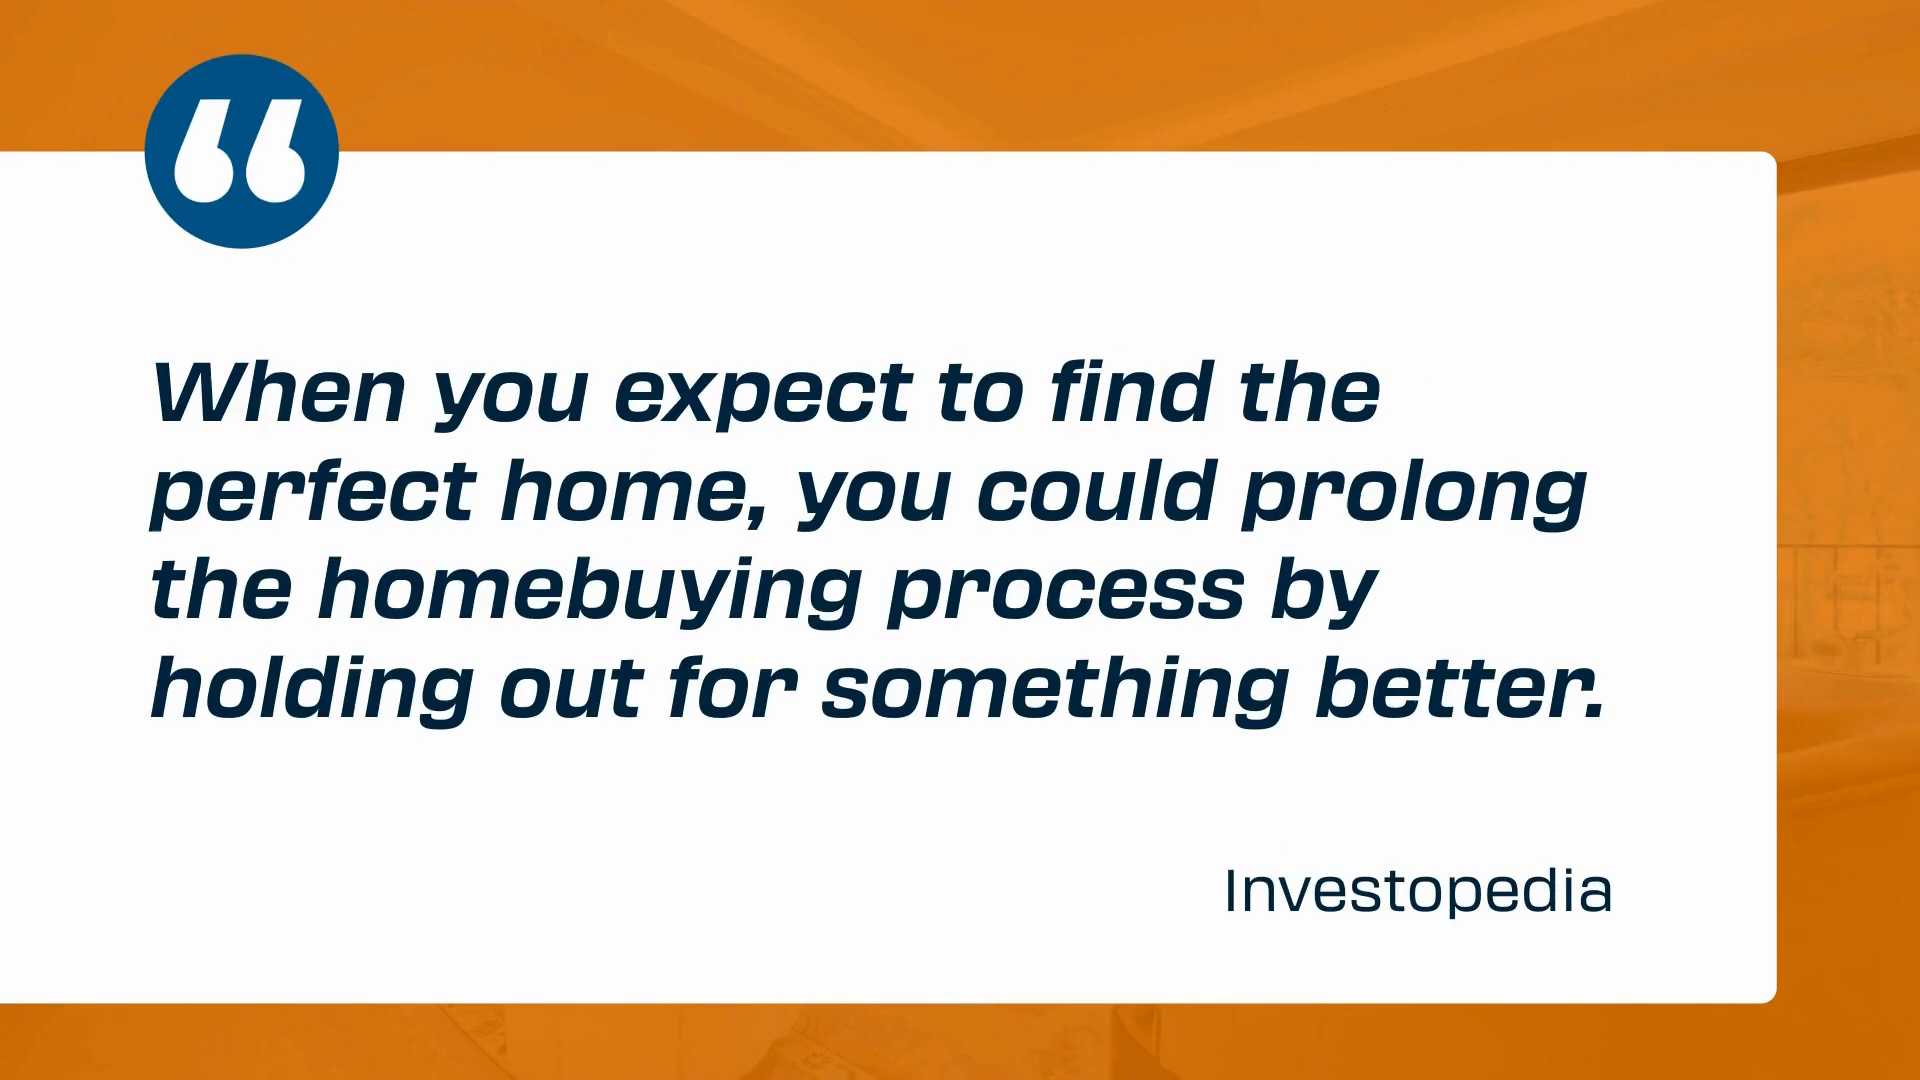 “
When you expect to find the
perfect home, you could prolong
the homebuying process by
holding out for something better.
Investopedia